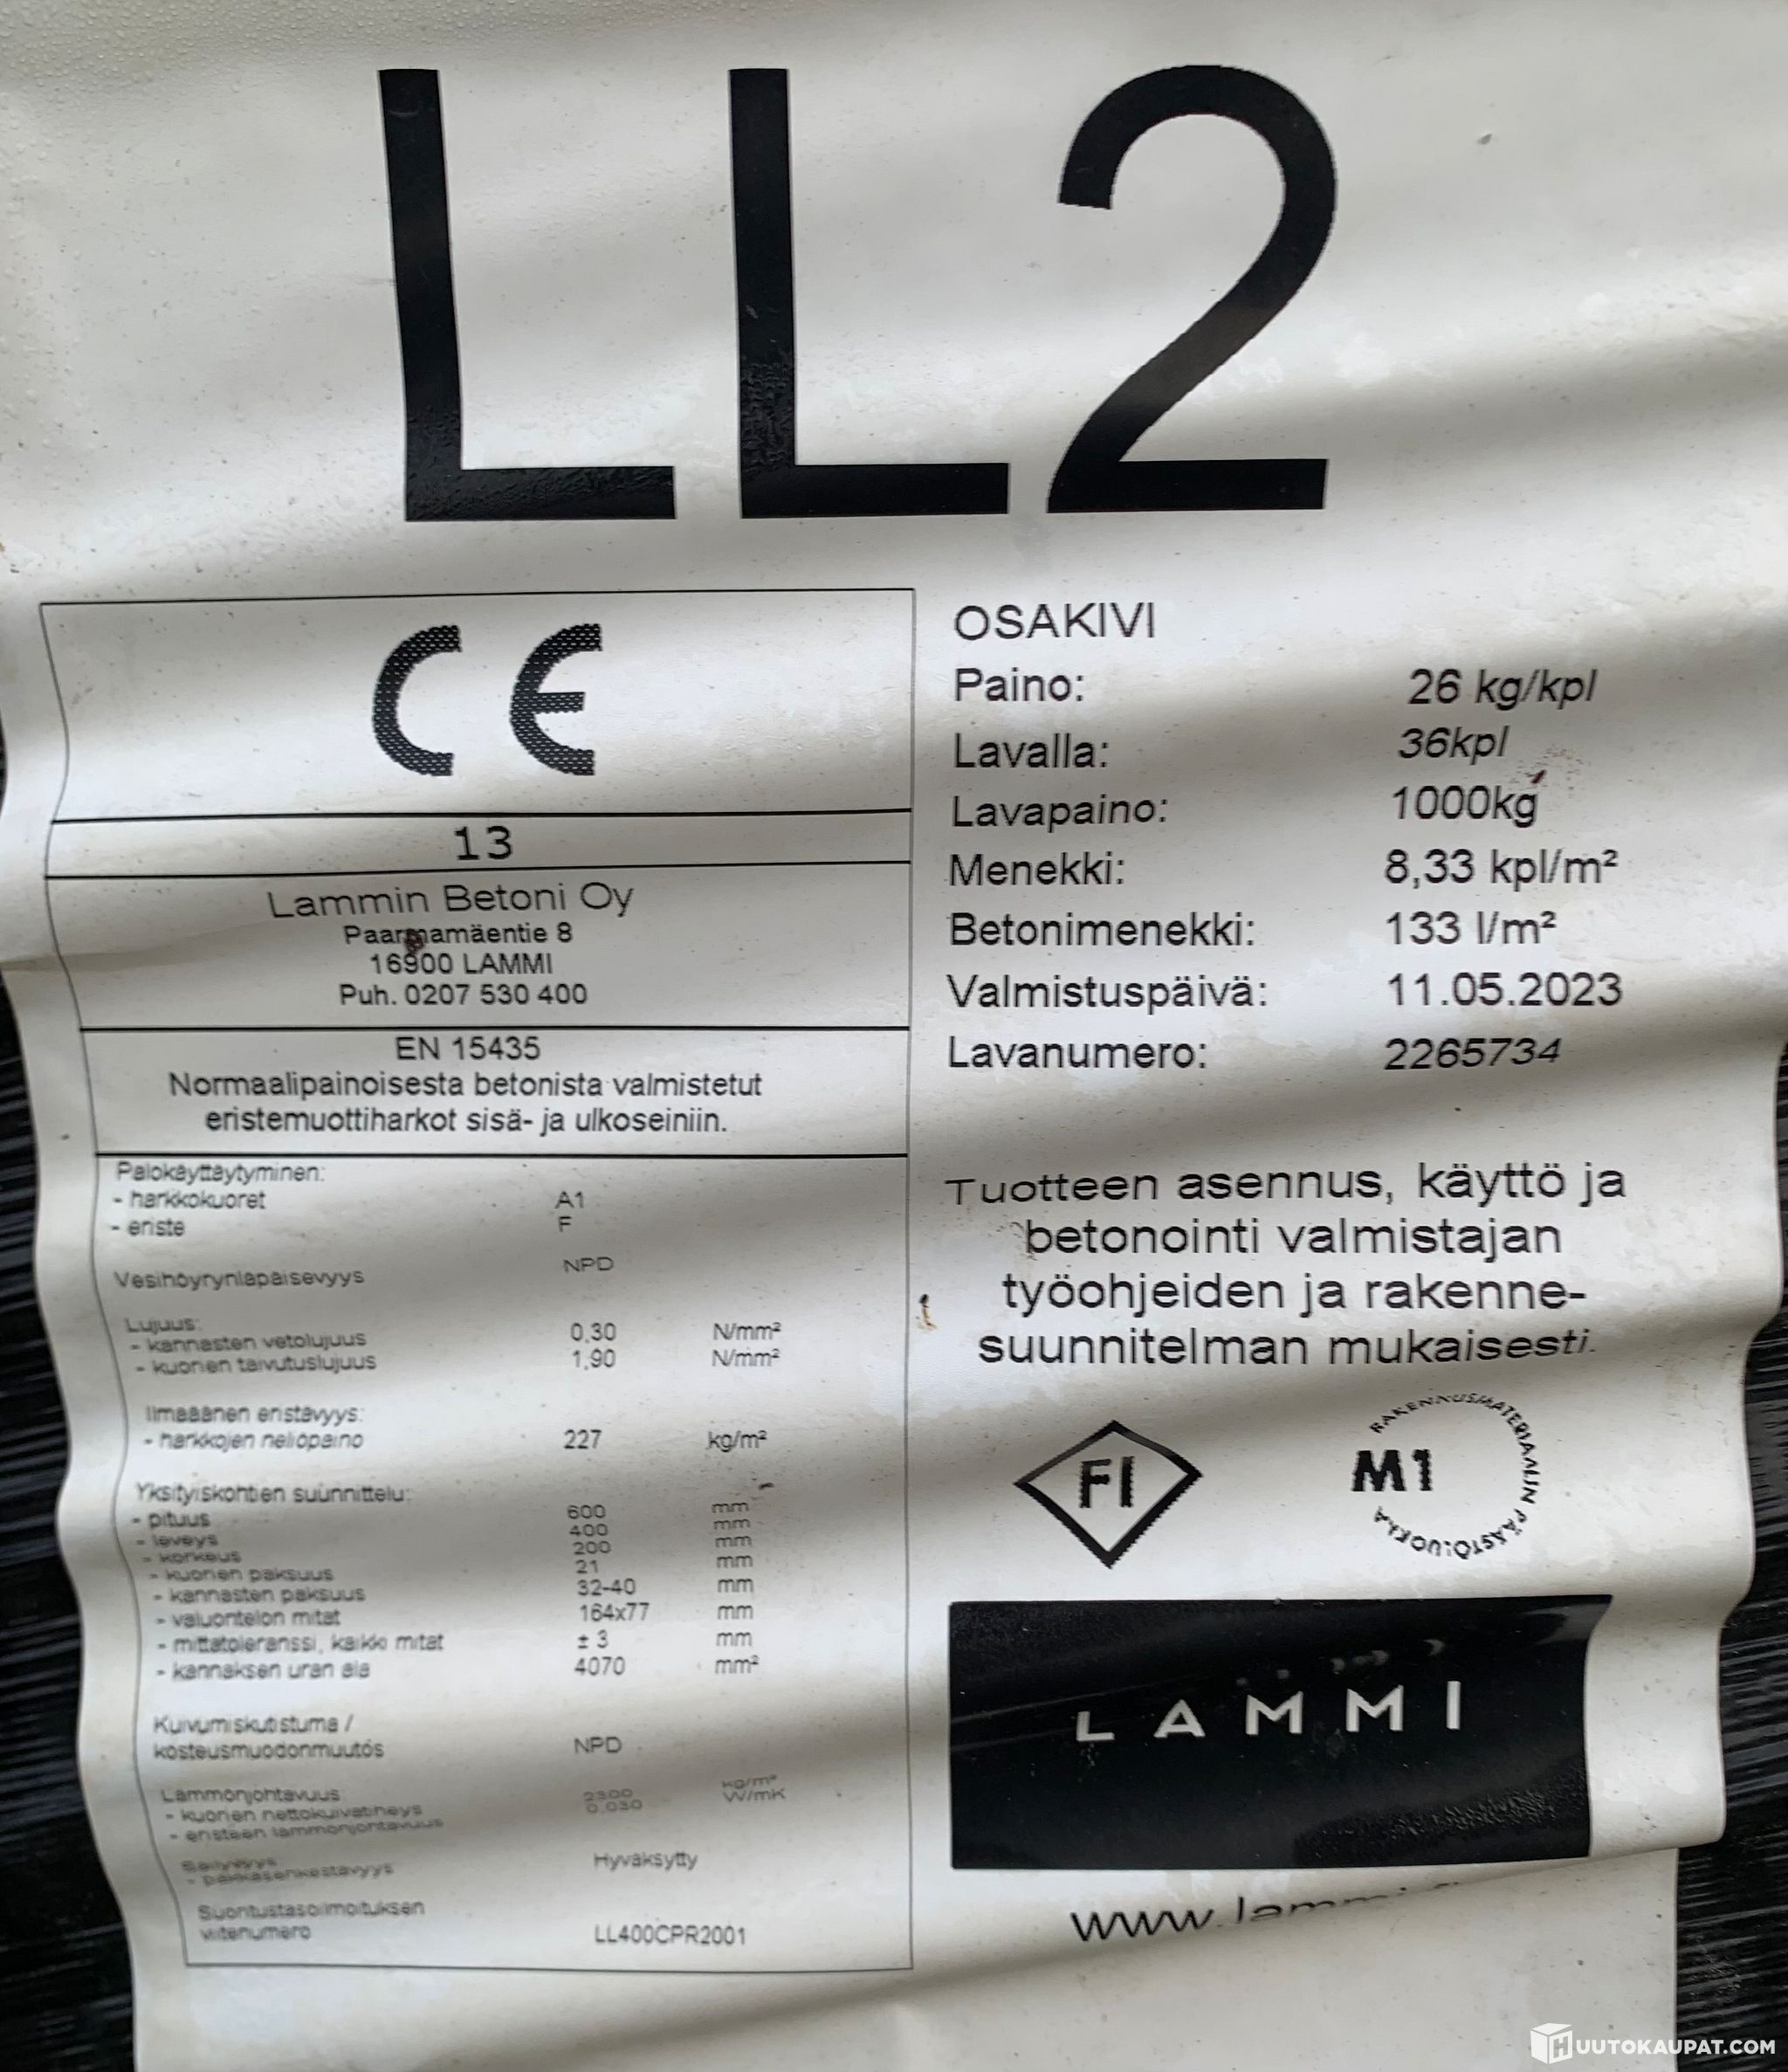 LL2
CE
13
Lammin Betoni Oy
Paarmamäentie 8
16900 LAMMI
Puh. 0207 530 400
EN 15435
Normaalipainoisesta betonista valmistetut
eristemuottiharkot sisä- ja ulkoseiniin.
Palokäyttäytyminen:
- harkkokuoret A1
- eriste F
Vesihöyrynläpäisevyys NPD
Lujuus:
- kannasten vetolujuus 0,30 N/mm²
- kuorien taivutuslujuus 1,90 N/mm²
Ilmaäänen eristävyys:
- harkkojen neliöpaino 227 kg/m²
Yksityiskohtien suunnittelu:
- pituus 600 mm
- leveys 400 mm
- korkeus 200 mm
- kuorien paksuus 21 mm
- kannasten paksuus 32-40 mm
- valuontelon mitat 164x77 mm
- mittatoleranssi, kaikki mitat ± 3 mm
- kannaksen uran ala 4070 mm²
Kuivumiskutistuma /
kosteusmuodonmuutos NPD
Lämmönjohtavuus
- kuorien nettokuivatiheys 2300
- eristeen lämmönjohtavuus 0,030 W/mK
Säilyvyys
- pakkasenkestävyys Hyväksytty
Suoritustasoilmoituksen
viitenumero LL400CPR2001
OSAKIVI
Paino: 26 kg/kpl
Lavalla: 36kpl
Lavapaino: 1000kg
Menekki: 8,33 kpl/m²
Betonimenekki: 133 l/m²
Valmistuspäivä: 11.05.2023
Lavanumero: 2265734
Tuotteen asennus, käyttö ja
betonointi valmistajan
työohjeiden ja rakenne-
suunnitelman mukaisesti.
FI
RAKENNUSMATERIAALIN PÄÄSTÖLUOKKA
M1
LAMMI
HUUTOKAUPAT.COM